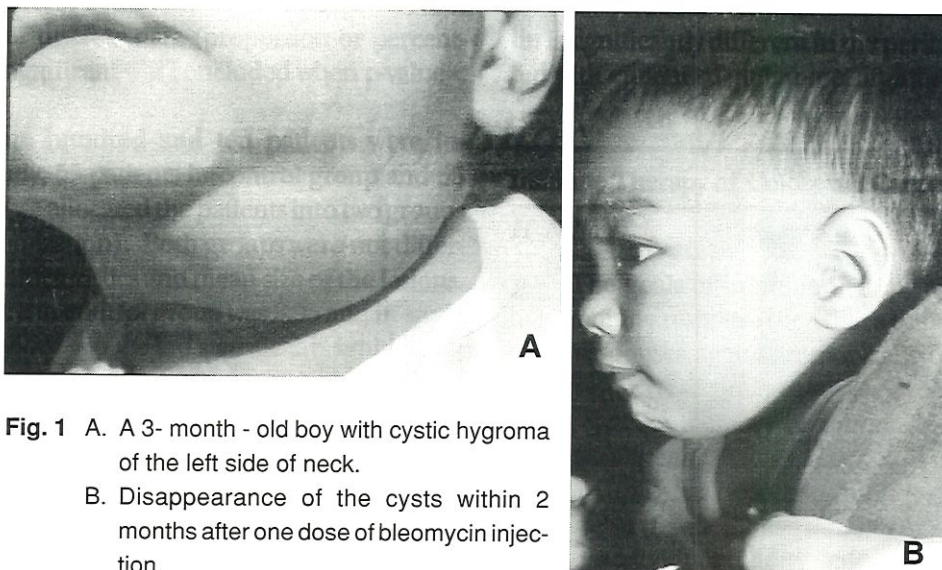 A
B
Fig. 1 A. A 3- month - old boy with cystic hygroma
of the left side of neck.
B. Disappearance of the cysts within 2
months after one dose of bleomycin injec-
tion.